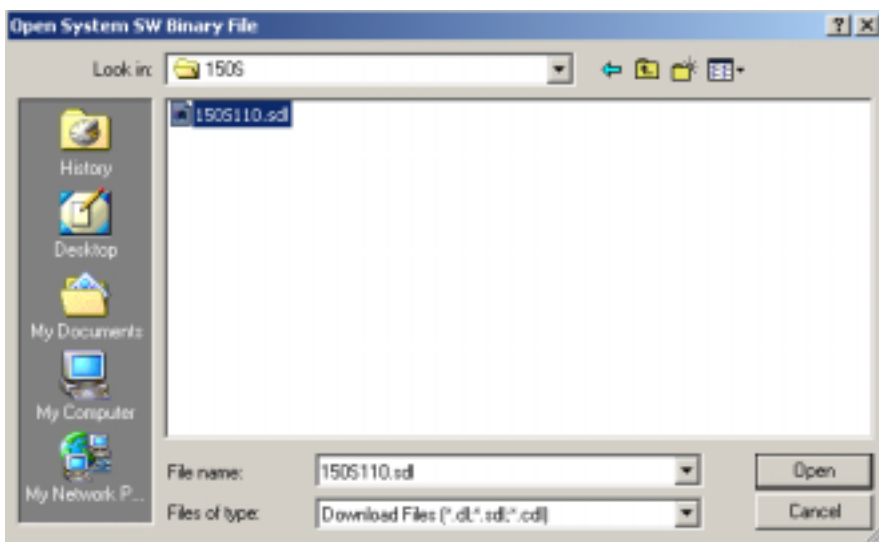 Open System SW Binary File
Look in: 150S
150S110.sdl
History
Desktop
My Documents
My Computer
My Network P...
File name: 150S110.sdl Open
Files of type: Download Files (*.dl;*.sdl;*.cdl) Cancel